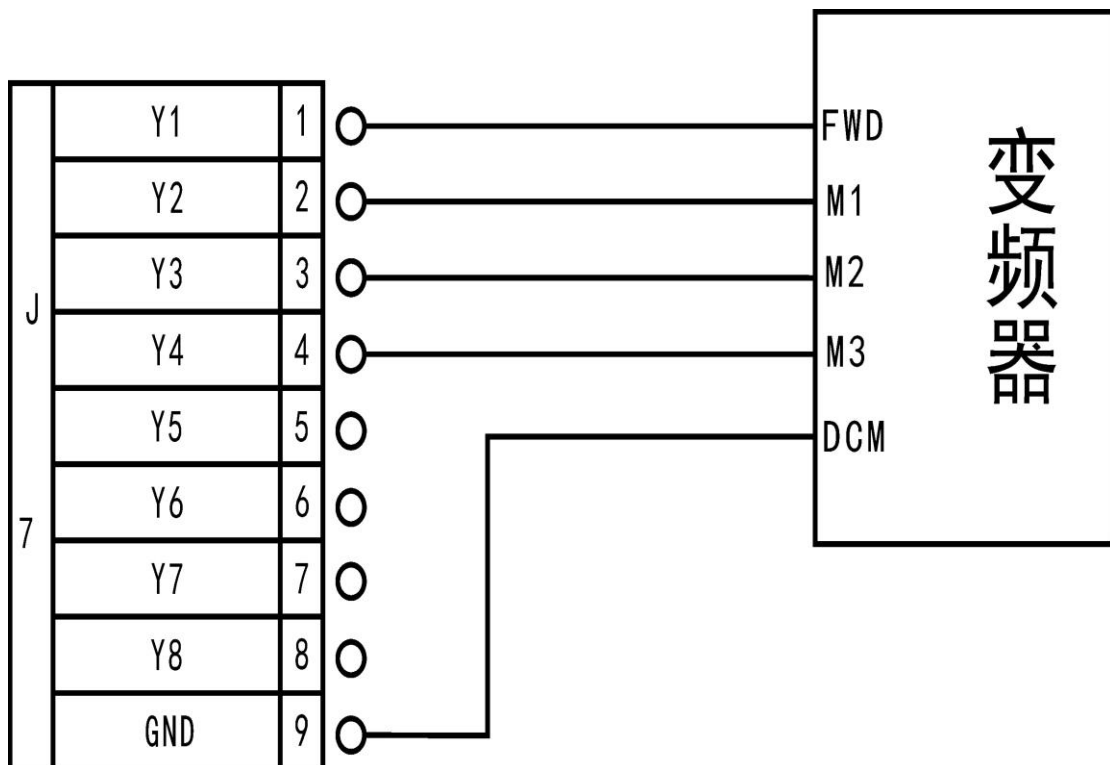 Y1 1 FWD
Y2 2 M1
Y3 3 M2
Y4 4 M3
Y5 5 DCM
Y6 6
Y7 7
Y8 8
GND 9
J7
变频器